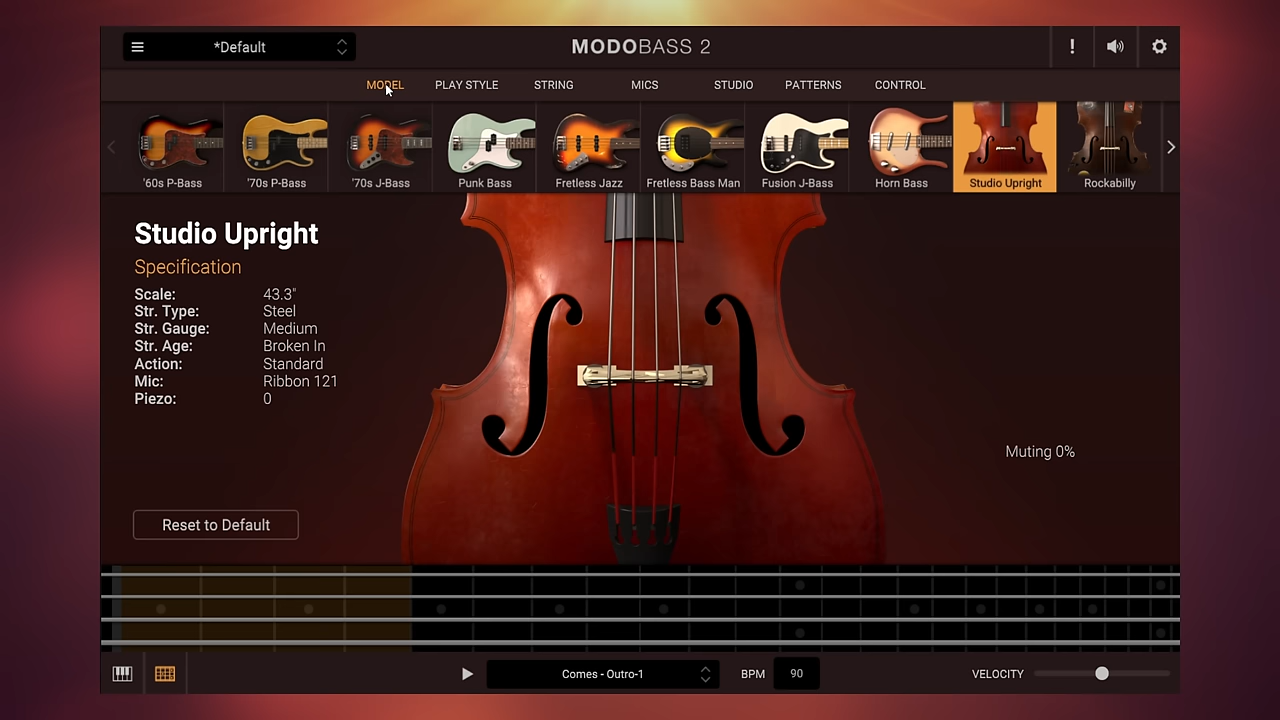 *Default
MODOBASS 2
!
MODEL PLAY STYLE STRING MICS STUDIO PATTERNS CONTROL
'60s P-Bass '70s P-Bass '70s J-Bass Punk Bass Fretless Jazz Fretless Bass Man Fusion J-Bass Horn Bass Studio Upright Rockabilly
Studio Upright
Specification
Scale: 43.3"
Str. Type: Steel
Str. Gauge: Medium
Str. Age: Broken In
Action: Standard
Mic: Ribbon 121
Piezo: 0
Muting 0%
Reset to Default
Comes - Outro-1 BPM 90 VELOCITY